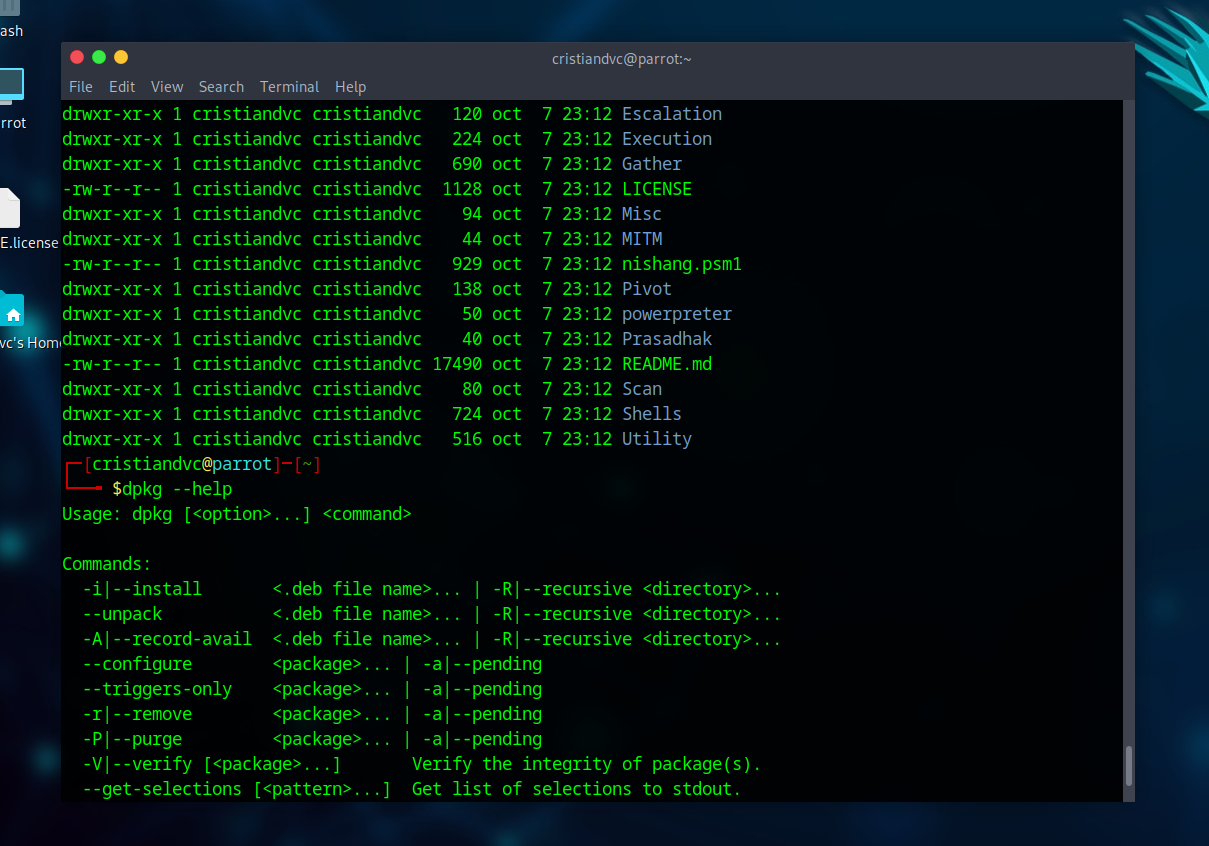 ash
rrot
E.license
vc's Home
cristiandvc@parrot:~
File Edit View Search Terminal Help
drwxr-xr-x 1 cristiandvc cristiandvc   120 oct  7 23:12 Escalation
drwxr-xr-x 1 cristiandvc cristiandvc   224 oct  7 23:12 Execution
drwxr-xr-x 1 cristiandvc cristiandvc   690 oct  7 23:12 Gather
-rw-r--r-- 1 cristiandvc cristiandvc  1128 oct  7 23:12 LICENSE
drwxr-xr-x 1 cristiandvc cristiandvc    94 oct  7 23:12 Misc
drwxr-xr-x 1 cristiandvc cristiandvc    44 oct  7 23:12 MITM
-rw-r--r-- 1 cristiandvc cristiandvc   929 oct  7 23:12 nishang.psm1
drwxr-xr-x 1 cristiandvc cristiandvc   138 oct  7 23:12 Pivot
drwxr-xr-x 1 cristiandvc cristiandvc    50 oct  7 23:12 powerpreter
drwxr-xr-x 1 cristiandvc cristiandvc    40 oct  7 23:12 Prasadhak
-rw-r--r-- 1 cristiandvc cristiandvc 17490 oct  7 23:12 README.md
drwxr-xr-x 1 cristiandvc cristiandvc    80 oct  7 23:12 Scan
drwxr-xr-x 1 cristiandvc cristiandvc   724 oct  7 23:12 Shells
drwxr-xr-x 1 cristiandvc cristiandvc   516 oct  7 23:12 Utility
┌─[cristiandvc@parrot]─[~]
└──╼ $dpkg --help
Usage: dpkg [<option>...] <command>

Commands:
  -i|--install       <.deb file name>... | -R|--recursive <directory>...
  --unpack           <.deb file name>... | -R|--recursive <directory>...
  -A|--record-avail  <.deb file name>... | -R|--recursive <directory>...
  --configure        <package>... | -a|--pending
  --triggers-only    <package>... | -a|--pending
  -r|--remove        <package>... | -a|--pending
  -P|--purge         <package>... | -a|--pending
  -V|--verify [<package>...]       Verify the integrity of package(s).
  --get-selections [<pattern>...]  Get list of selections to stdout.